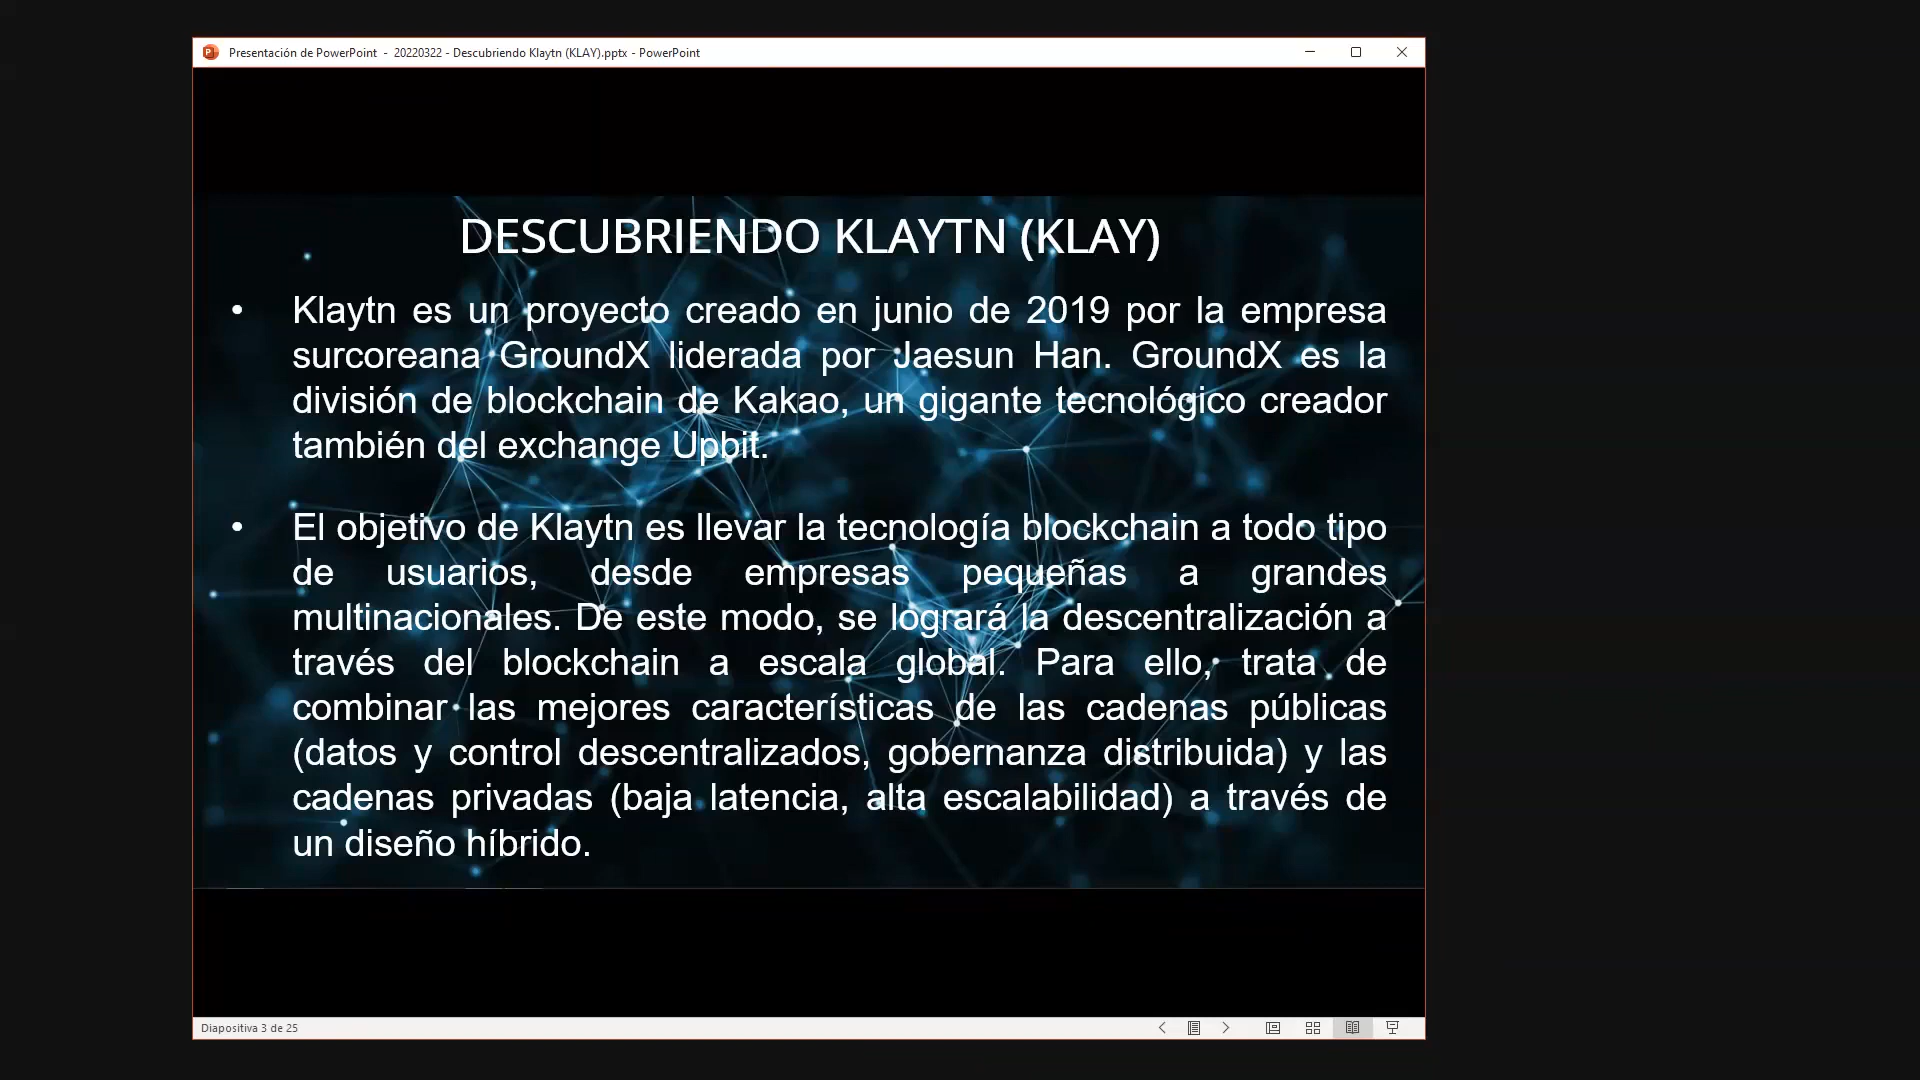 Presentación de PowerPoint - 20220322 - Descubriendo Klaytn (KLAY).pptx - PowerPoint
DESCUBRIENDO KLAYTN (KLAY)
• Klaytn es un proyecto creado en junio de 2019 por la empresa
surcoreana GroundX liderada por Jaesun Han. GroundX es la
división de blockchain de Kakao, un gigante tecnológico creador
también del exchange Upbit.
• El objetivo de Klaytn es llevar la tecnología blockchain a todo tipo
de usuarios, desde empresas pequeñas a grandes
multinacionales. De este modo, se logrará la descentralización a
través del blockchain a escala global. Para ello, trata de
combinar las mejores características de las cadenas públicas
(datos y control descentralizados, gobernanza distribuida) y las
cadenas privadas (baja latencia, alta escalabilidad) a través de
un diseño híbrido.
Diapositiva 3 de 25